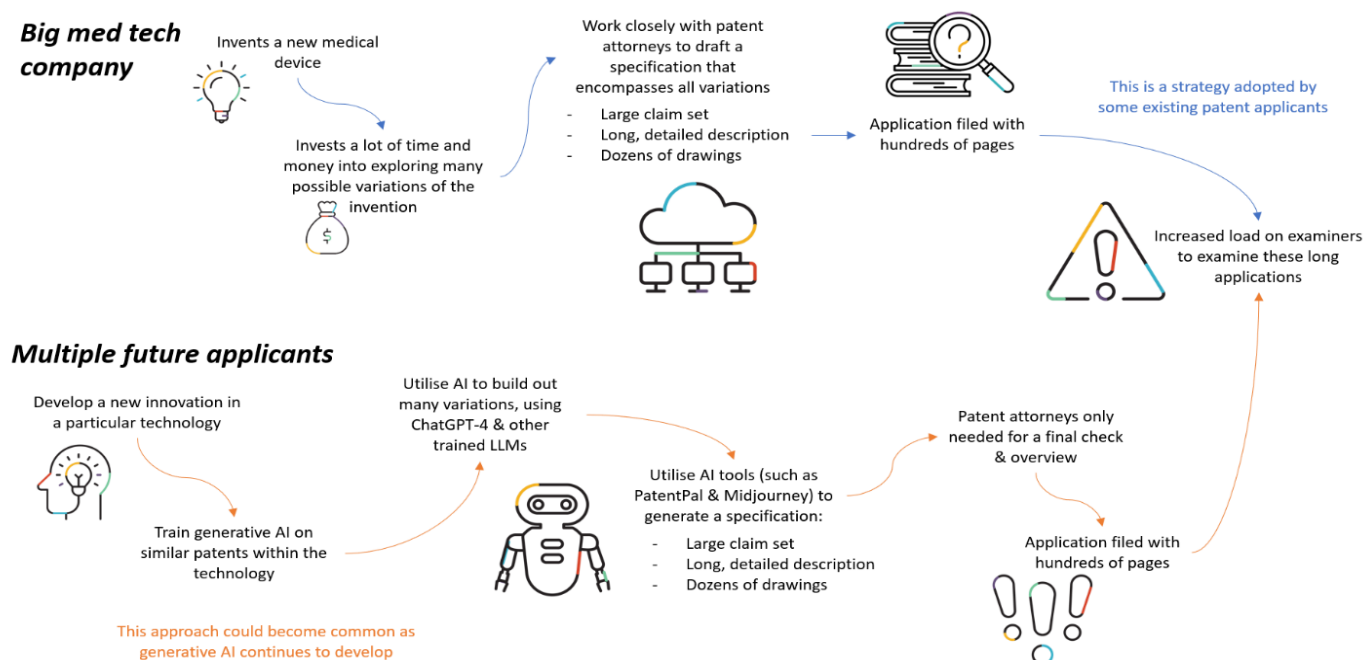 Big med tech
company
Invents a new medical
device
Invests a lot of time and
money into exploring many
possible variations of the
invention
$
Work closely with patent
attorneys to draft a
specification that
encompasses all variations
- Large claim set
- Long, detailed description
- Dozens of drawings
?
Application filed with
hundreds of pages
This is a strategy adopted by
some existing patent applicants
Increased load on examiners
to examine these long
applications
Multiple future applicants
Develop a new innovation in
a particular technology
Train generative AI on
similar patents within the
technology
This approach could become common as
generative AI continues to develop
Utilise AI to build out
many variations, using
ChatGPT-4 & other
trained LLMs
Utilise AI tools (such as
PatentPal & Midjourney) to
generate a specification:
- Large claim set
- Long, detailed description
- Dozens of drawings
Patent attorneys only
needed for a final check
& overview
Application filed with
hundreds of pages